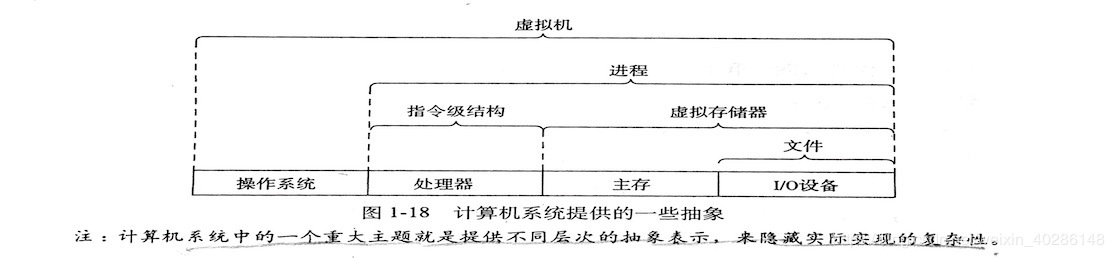 虚拟机
进程
指令级结构 虚拟存储器
文件
操作系统 处理器 主存 I/O设备
图 1-18 计算机系统提供的一些抽象
注：计算机系统中的一个重大主题就是提供不同层次的抽象表示，来隐藏实际实现的复杂性。
weixin_40286148